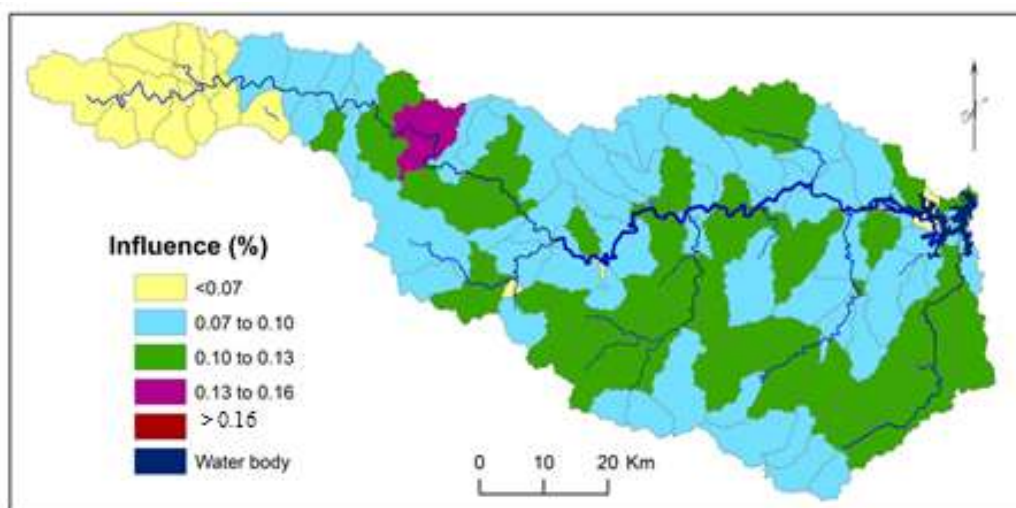 Influence (%)
<0.07
0.07 to 0.10
0.10 to 0.13
0.13 to 0.16
>0.16
Water body
0 10 20 Km